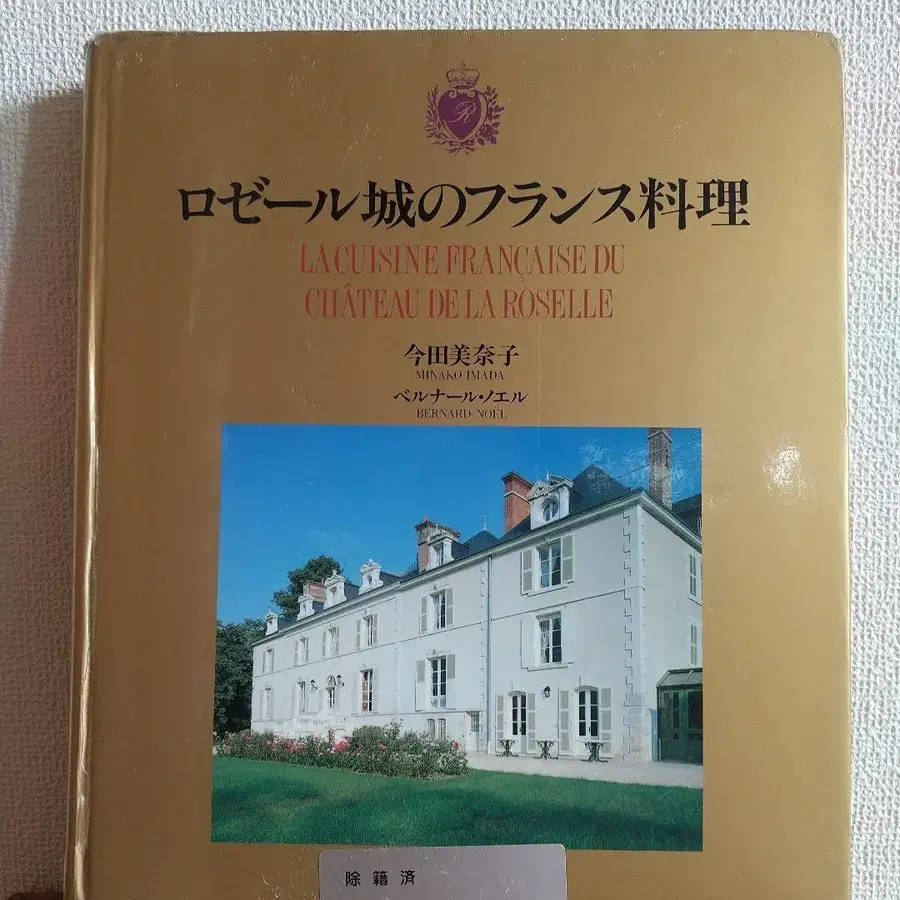 R
ロゼール城のフランス料理
LA CUISINE FRANÇAISE DU
CHÂTEAU DE LA ROSELLE
今田美奈子
MINAKO IMADA
ベルナール・ノエル
BERNARD NOËL
除籍済